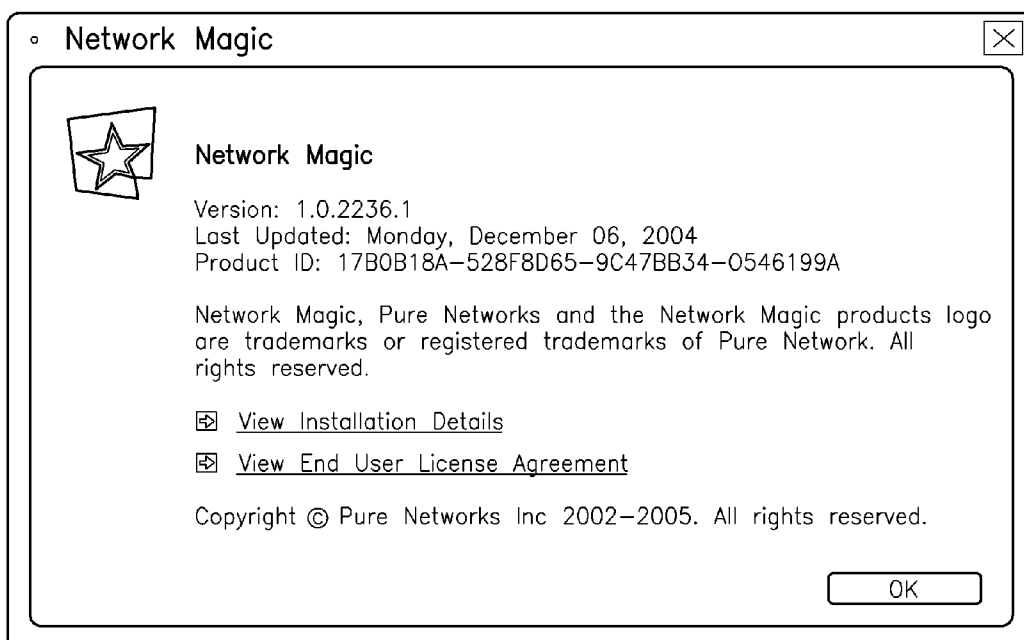 Network Magic
Network Magic
Version: 1.0.2236.1
Last Updated: Monday, December 06, 2004
Product ID: 17B0B18A-528F8D65-9C47BB34-0546199A
Network Magic, Pure Networks and the Network Magic products logo
are trademarks or registered trademarks of Pure Network. All
rights reserved.
View Installation Details
View End User License Agreement
Copyright © Pure Networks Inc 2002-2005. All rights reserved.
OK